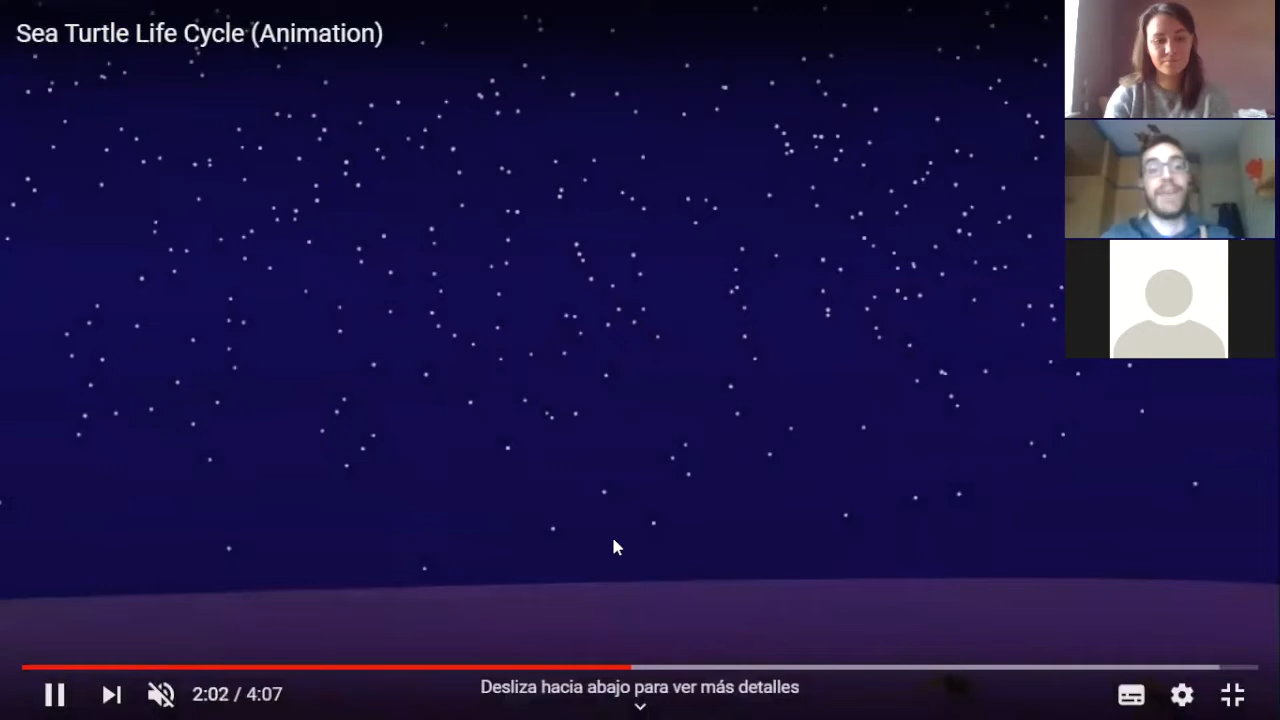 Sea Turtle Life Cycle (Animation)
2:02 / 4:07
Desliza hacia abajo para ver más detalles